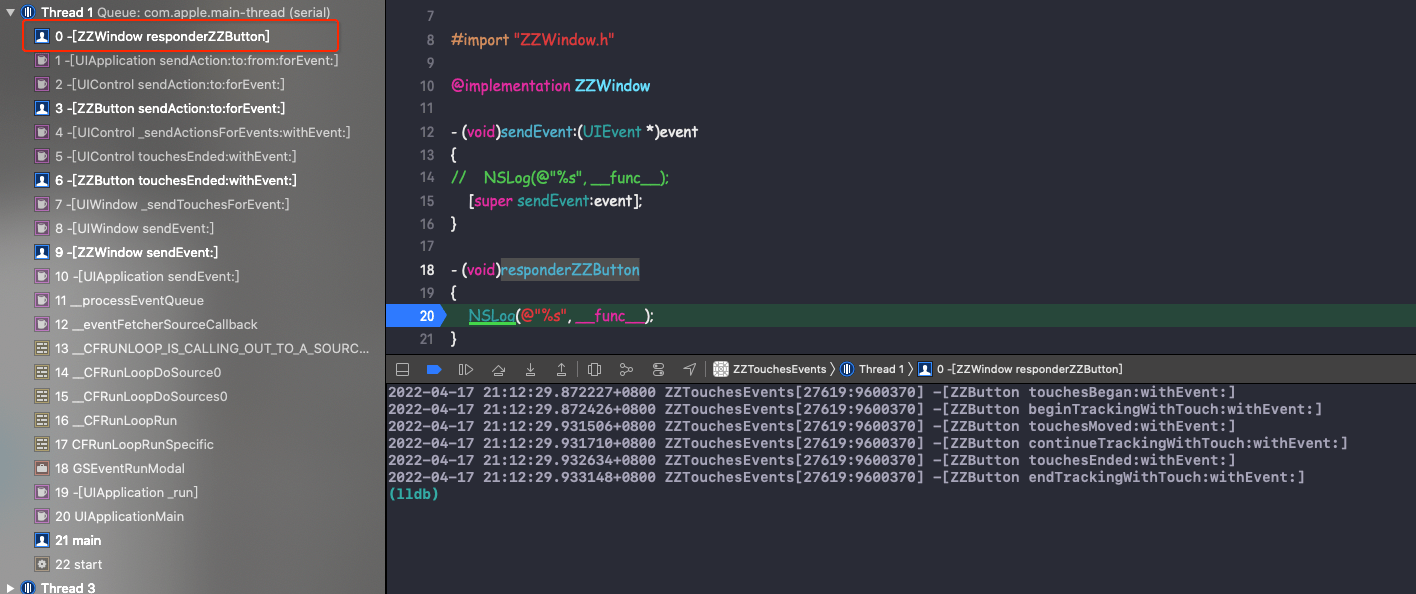 Thread 1 Queue: com.apple.main-thread (serial)
0 -[ZZWindow responderZZButton]
1 -[UIApplication sendAction:to:from:forEvent:]
2 -[UIControl sendAction:to:forEvent:]
3 -[ZZButton sendAction:to:forEvent:]
4 -[UIControl _sendActionsForEvents:withEvent:]
5 -[UIControl touchesEnded:withEvent:]
6 -[ZZButton touchesEnded:withEvent:]
7 -[UIWindow _sendTouchesForEvent:]
8 -[UIWindow sendEvent:]
9 -[ZZWindow sendEvent:]
10 -[UIApplication sendEvent:]
11 __processEventQueue
12 __eventFetcherSourceCallback
13 __CFRUNLOOP_IS_CALLING_OUT_TO_A_SOURC...
14 __CFRunLoopDoSource0
15 __CFRunLoopDoSources0
16 __CFRunLoopRun
17 CFRunLoopRunSpecific
18 GSEventRunModal
19 -[UIApplication _run]
20 UIApplicationMain
21 main
22 start
Thread 3
7
8 #import "ZZWindow.h"
9
10 @implementation ZZWindow
11
12 - (void)sendEvent:(UIEvent *)event
13 {
14 // NSLog(@"%s", __func__);
15 [super sendEvent:event];
16 }
17
18 - (void)responderZZButton
19 {
20 NSLog(@"%s", __func__);
21 }
ZZTouchesEvents ⟩ Thread 1 ⟩ 0 -[ZZWindow responderZZButton]
2022-04-17 21:12:29.872227+0800 ZZTouchesEvents[27619:9600370] -[ZZButton touchesBegan:withEvent:]
2022-04-17 21:12:29.872426+0800 ZZTouchesEvents[27619:9600370] -[ZZButton beginTrackingWithTouch:withEvent:]
2022-04-17 21:12:29.931506+0800 ZZTouchesEvents[27619:9600370] -[ZZButton touchesMoved:withEvent:]
2022-04-17 21:12:29.931710+0800 ZZTouchesEvents[27619:9600370] -[ZZButton continueTrackingWithTouch:withEvent:]
2022-04-17 21:12:29.932634+0800 ZZTouchesEvents[27619:9600370] -[ZZButton touchesEnded:withEvent:]
2022-04-17 21:12:29.933148+0800 ZZTouchesEvents[27619:9600370] -[ZZButton endTrackingWithTouch:withEvent:]
(lldb)